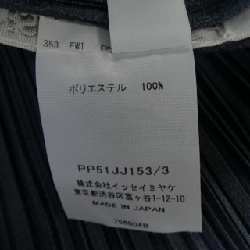 353 FW1
ポリエステル 100%
PP51JJ153/3
株式会社イッセイミヤケ
東京都渋谷区富ヶ谷1-12-10
MADE IN JAPAN